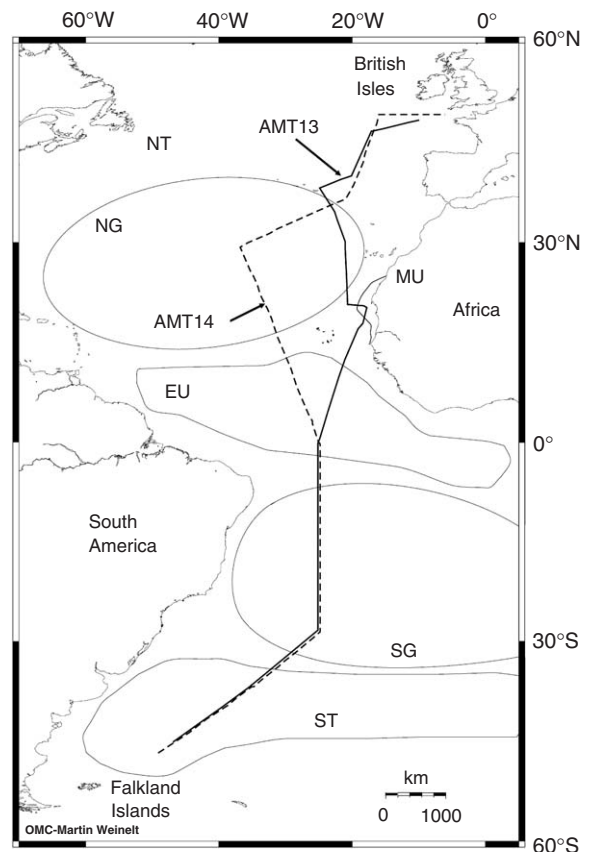 60°W 40°W 20°W 0°
60°N
British
Isles
AMT13
NT
NG
30°N
MU
AMT14
Africa
EU
0°
South
America
30°S
SG
ST
km
Falkland
Islands
0 1000
OMC-Martin Weinelt
60°S